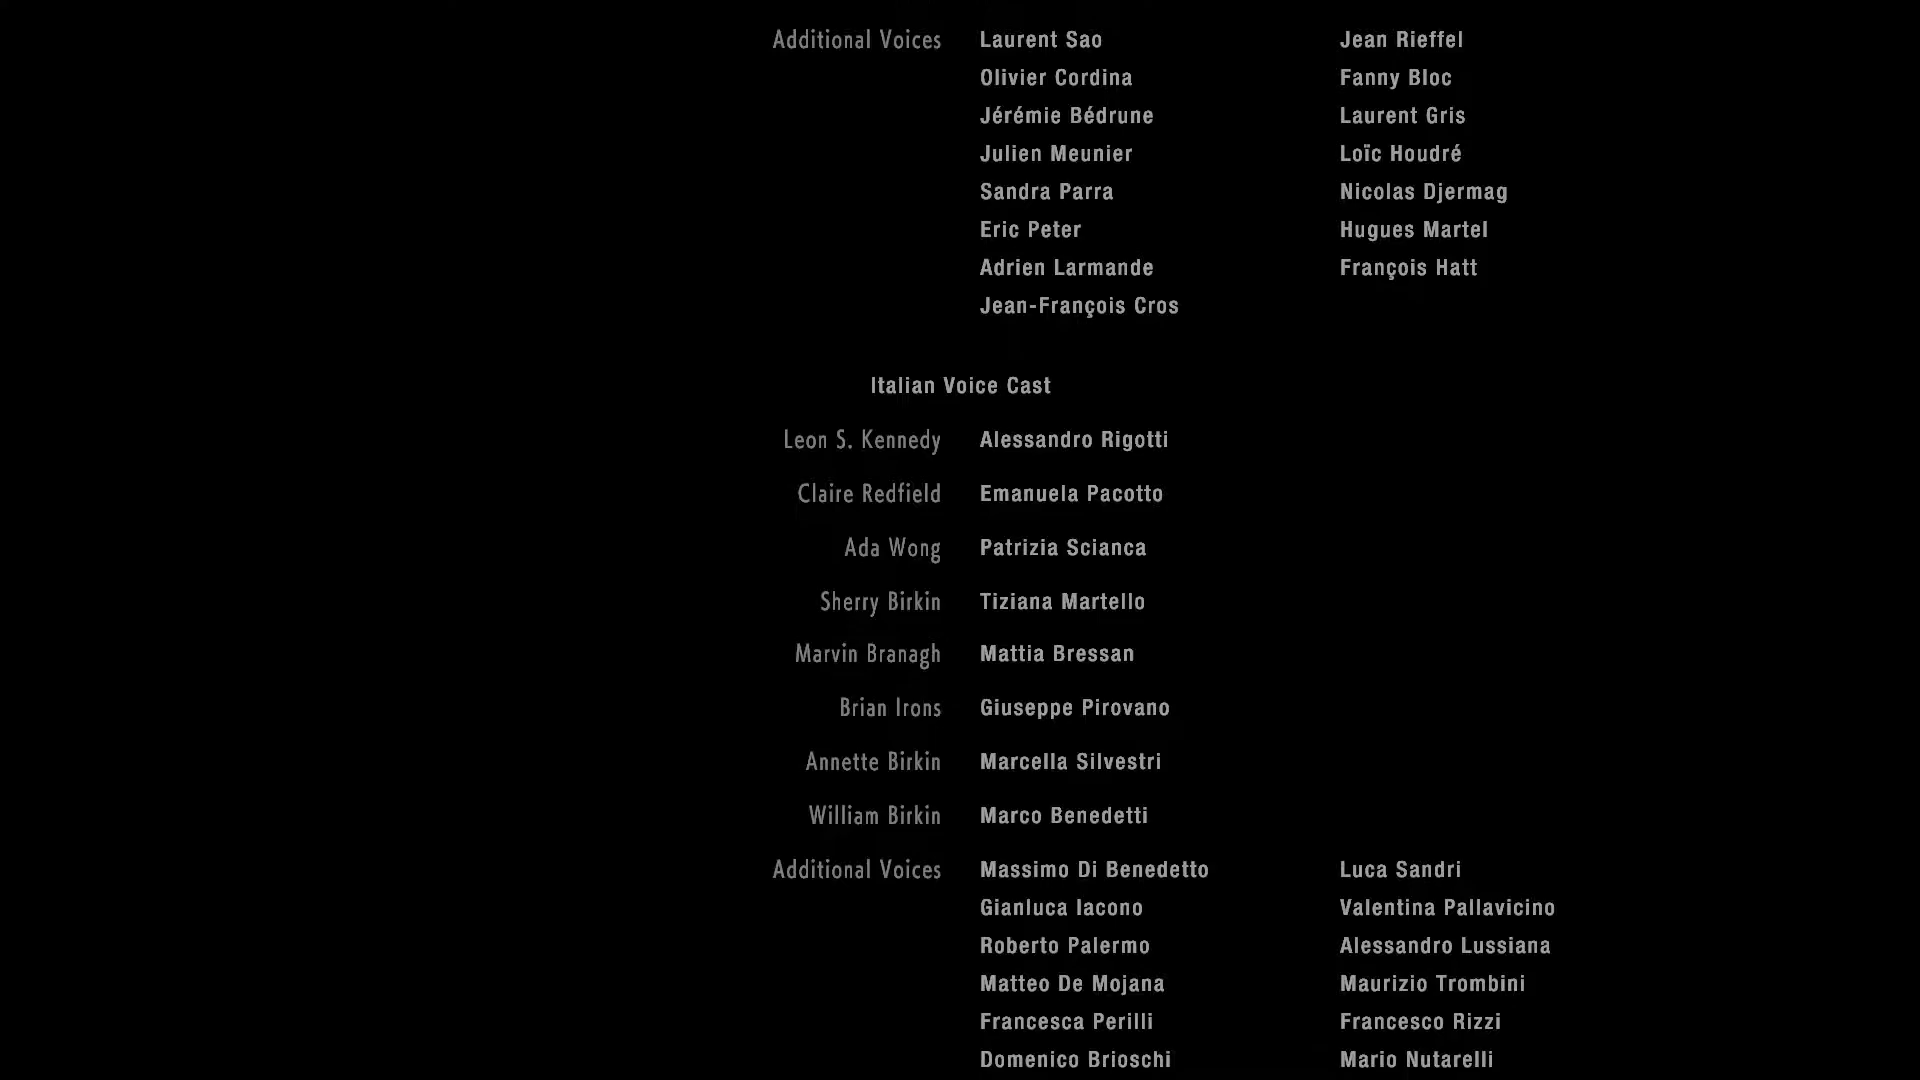 Additional Voices Laurent Sao Jean Rieffel
Olivier Cordina Fanny Bloc
Jérémie Bédrune Laurent Gris
Julien Meunier Loïc Houdré
Sandra Parra Nicolas Djermag
Eric Peter Hugues Martel
Adrien Larmande François Hatt
Jean-François Cros
Italian Voice Cast
Leon S. Kennedy Alessandro Rigotti
Claire Redfield Emanuela Pacotto
Ada Wong Patrizia Scianca
Sherry Birkin Tiziana Martello
Marvin Branagh Mattia Bressan
Brian Irons Giuseppe Pirovano
Annette Birkin Marcella Silvestri
William Birkin Marco Benedetti
Additional Voices Massimo Di Benedetto Luca Sandri
Gianluca Iacono Valentina Pallavicino
Roberto Palermo Alessandro Lussiana
Matteo De Mojana Maurizio Trombini
Francesca Perilli Francesco Rizzi
Domenico Brioschi Mario Nutarelli